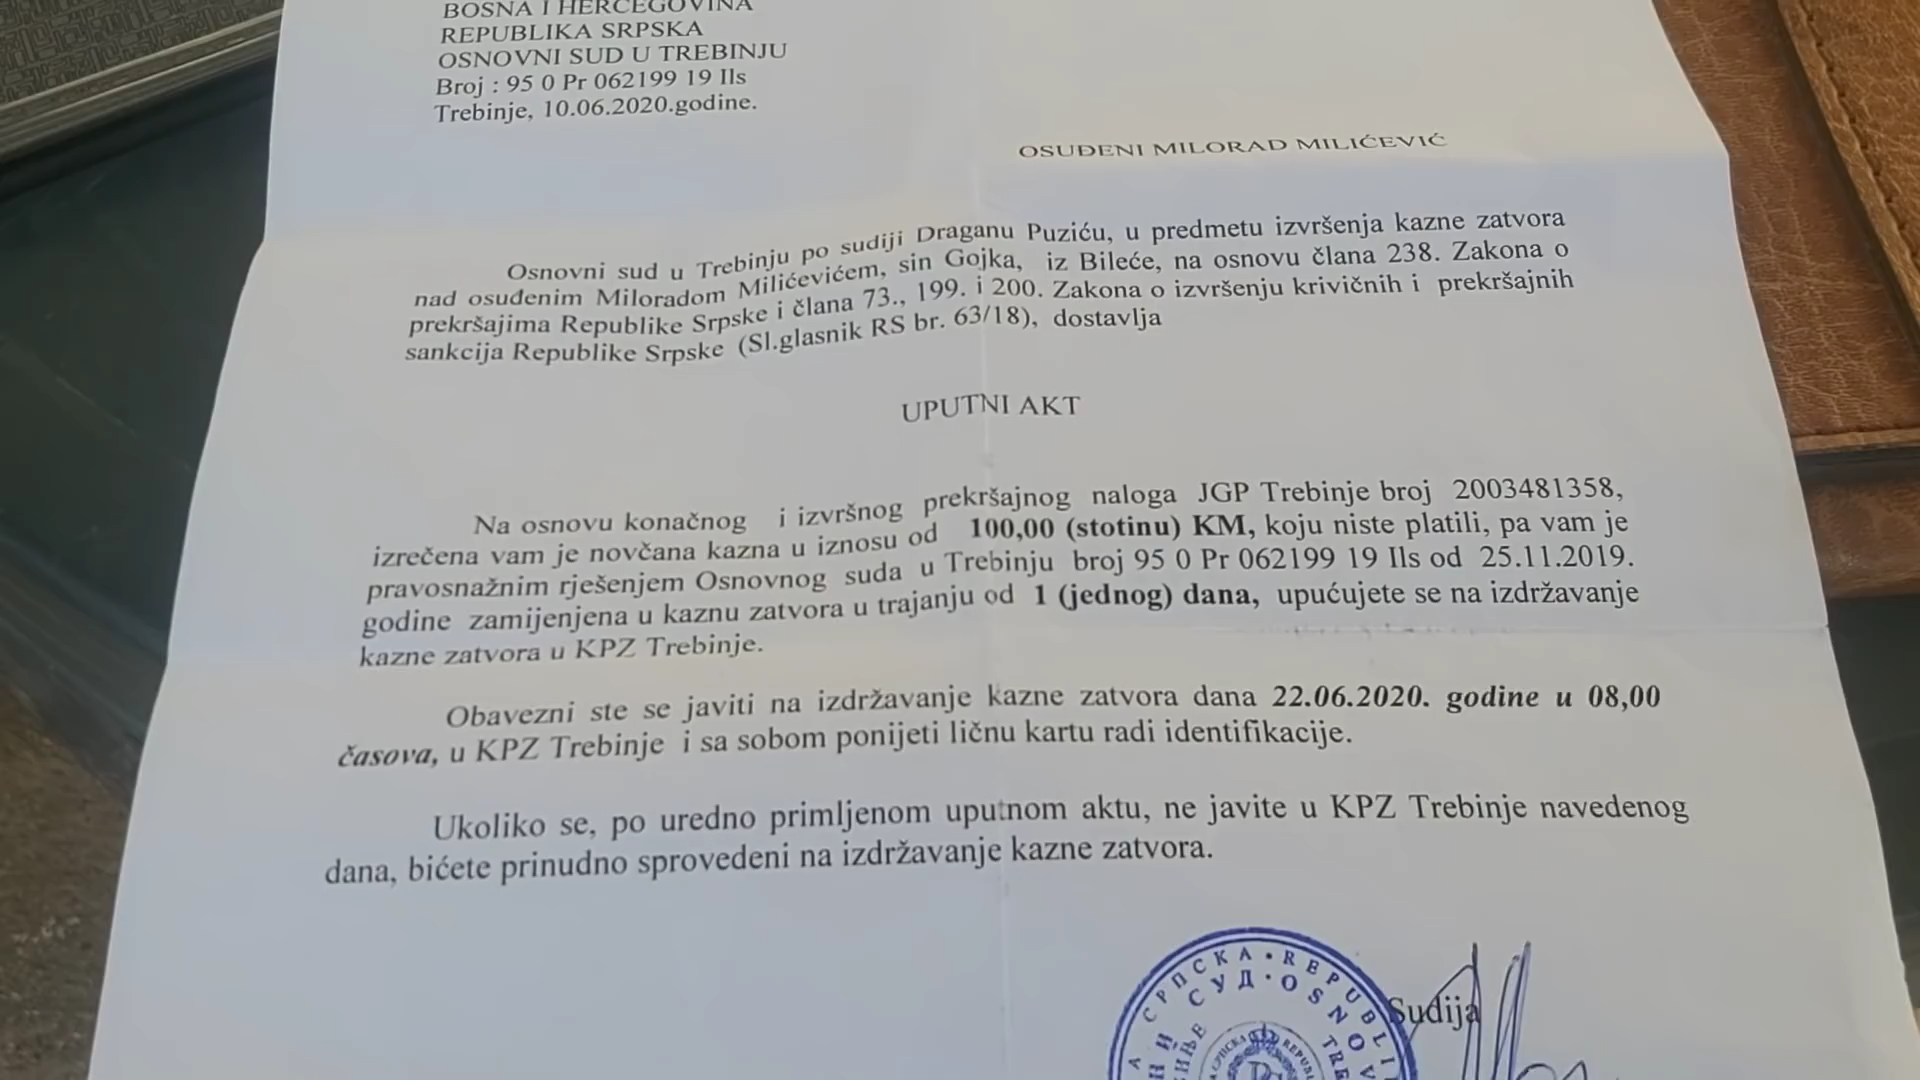 BOSNA I HERCEGOVINA
REPUBLIKA SRPSKA
OSNOVNI SUD U TREBINJU
Broj : 95 0 Pr 062199 19 Ils
Trebinje, 10.06.2020.godine.
OSUĐENI MILORAD MILIĆEVIĆ
Osnovni sud u Trebinju po sudiji Draganu Puziću, u predmetu izvršenja kazne zatvora
nad osuđenim Miloradom Milićevićem, sin Gojka, iz Bileće, na osnovu člana 238. Zakona o
prekršajima Republike Srpske i člana 73., 199. i 200. Zakona o izvršenju krivičnih i prekršajnih
sankcija Republike Srpske (Sl.glasnik RS br. 63/18), dostavlja
UPUTNI AKT
Na osnovu konačnog i izvršnog prekršajnog naloga JGP Trebinje broj 2003481358,
izrečena vam je novčana kazna u iznosu od 100,00 (stotinu) KM, koju niste platili, pa vam je
pravosnažnim rješenjem Osnovnog suda u Trebinju broj 95 0 Pr 062199 19 Ils od 25.11.2019.
godine zamijenjena u kaznu zatvora u trajanju od 1 (jednog) dana, upućujete se na izdržavanje
kazne zatvora u KPZ Trebinje.
Obavezni ste se javiti na izdržavanje kazne zatvora dana 22.06.2020. godine u 08,00
časova, u KPZ Trebinje i sa sobom ponijeti ličnu kartu radi identifikacije.
Ukoliko se, po uredno primljenom uputnom aktu, ne javite u KPZ Trebinje navedenog
dana, bićete prinudno sprovedeni na izdržavanje kazne zatvora.
СРПСКА • REPUBLI
СУД • OSNOV
Sudija